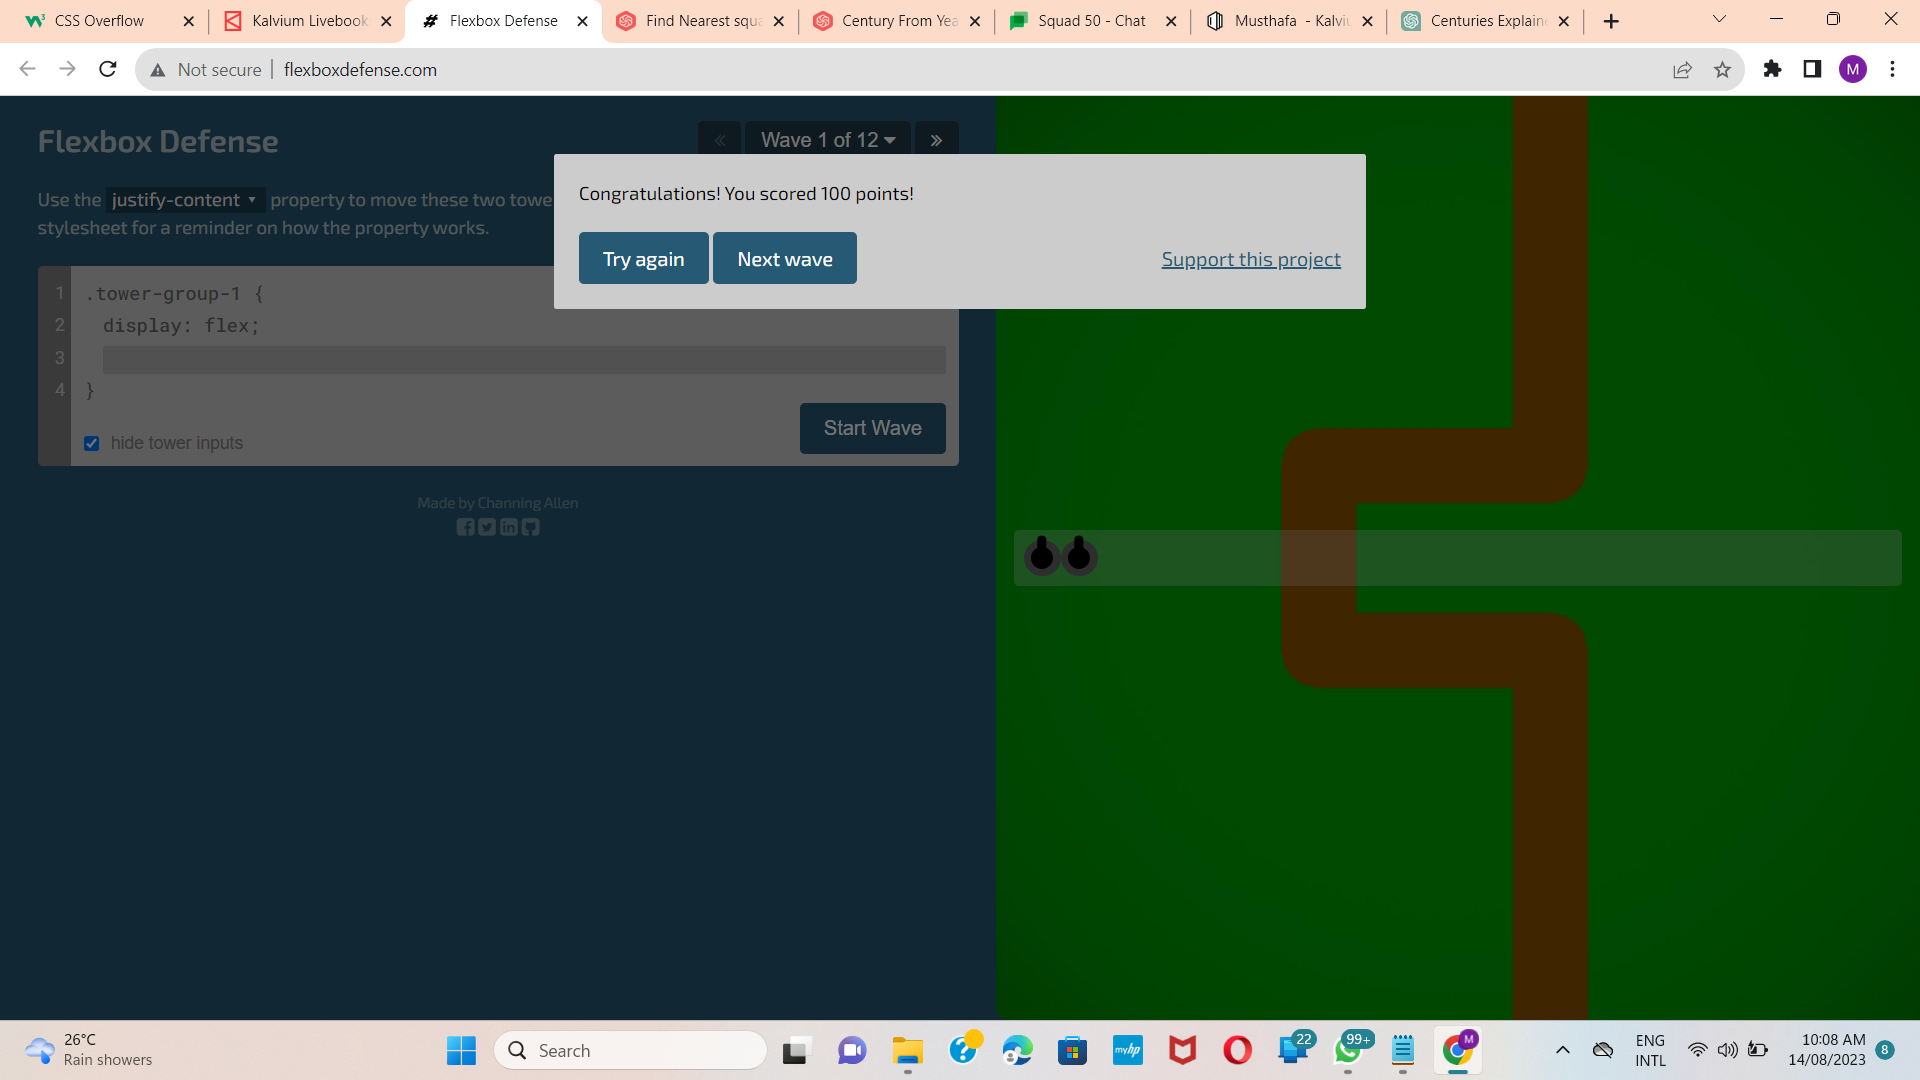 CSS Overflow
Kalvium Livebook
Flexbox Defense
Find Nearest squa
Century From Yea
Squad 50 - Chat
Musthafa - Kalviu
Centuries Explain
Not secure
flexboxdefense.com
M
Flexbox Defense
« Wave 1 of 12 »
Use the justify-content property to move these two towe
stylesheet for a reminder on how the property works.
Congratulations! You scored 100 points!
Try again
Next wave
Support this project
1 .tower-group-1 {
2 display: flex;
3
4 }
hide tower inputs
Start Wave
Made by Channing Allen
26°C
Rain showers
Search
myhp
22
99+
M
ENG
INTL
10:08 AM
14/08/2023
8